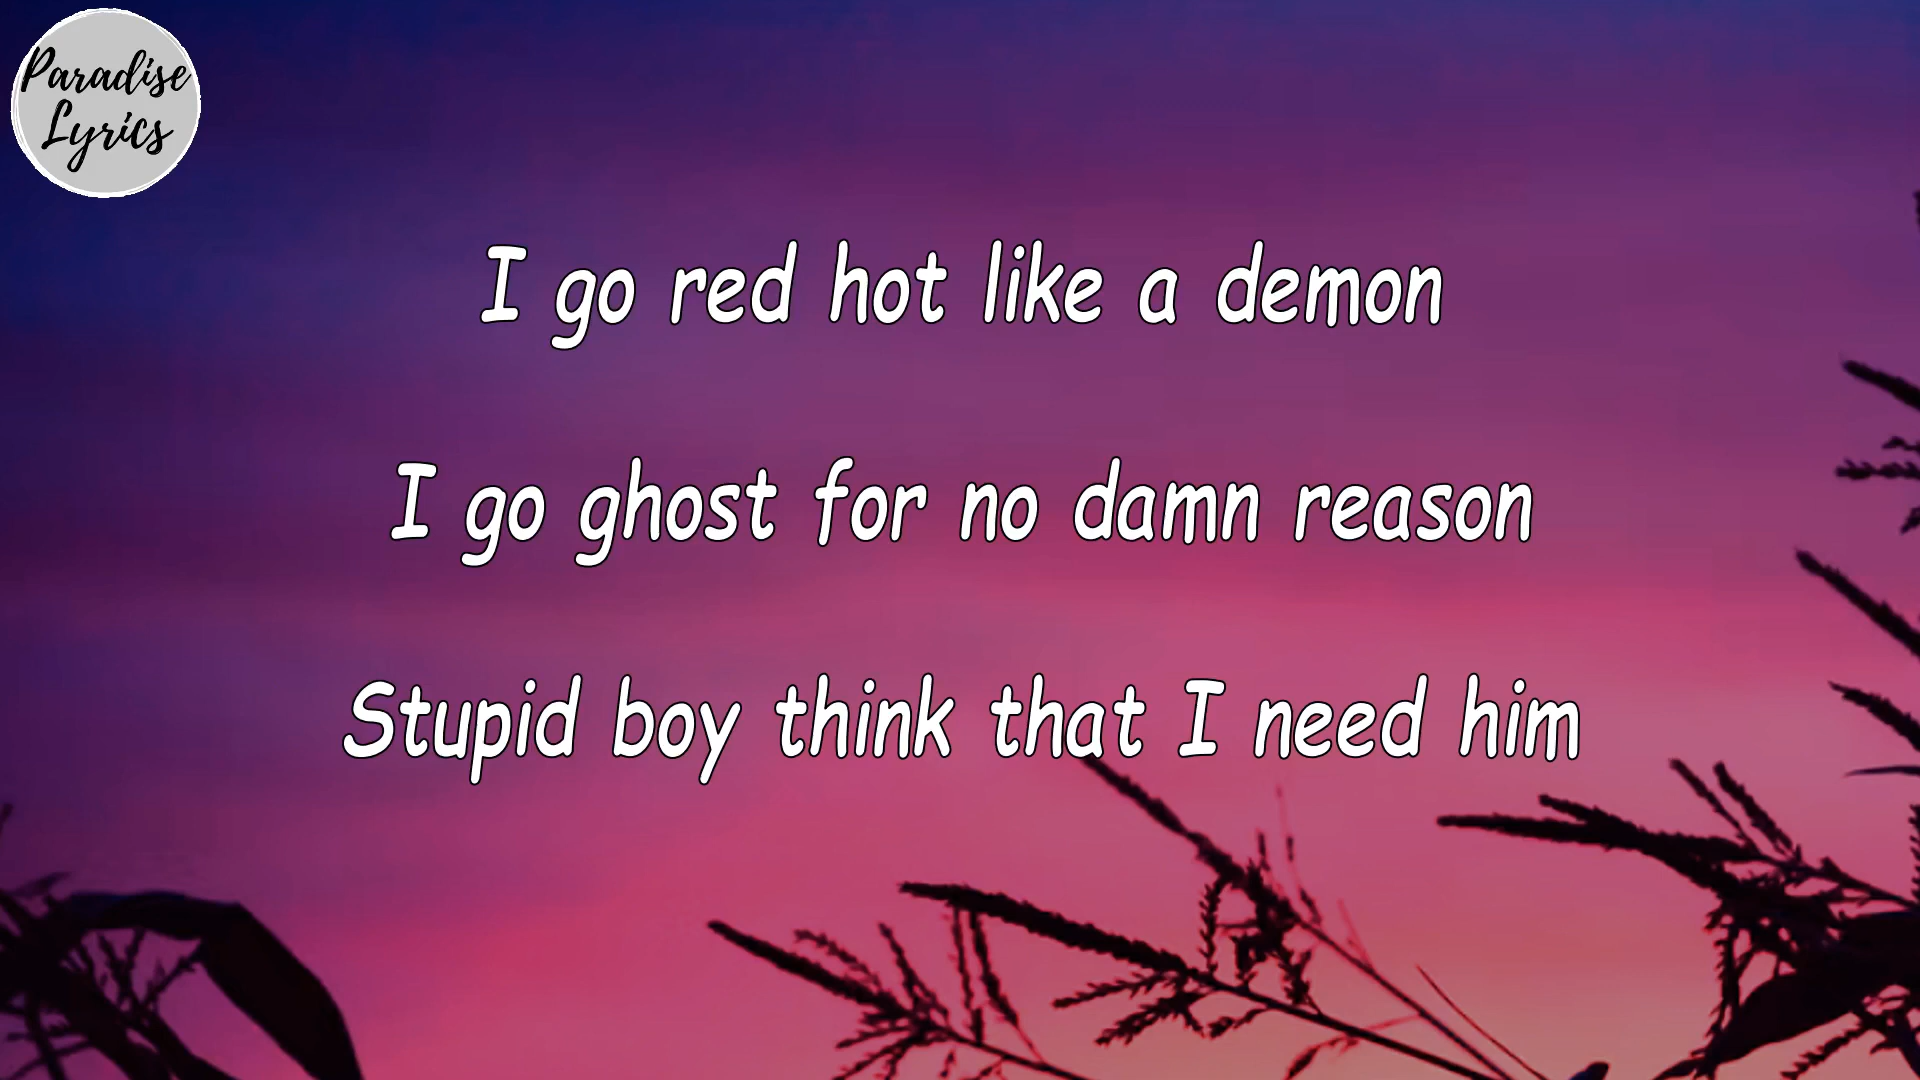 Paradise
Lyrics
I go red hot like a demon
I go ghost for no damn reason
Stupid boy think that I need him